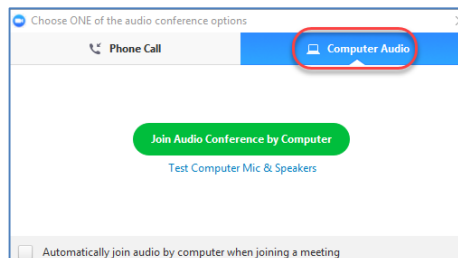 Choose ONE of the audio conference options
Phone Call
Computer Audio
Join Audio Conference by Computer
Test Computer Mic & Speakers
Automatically join audio by computer when joining a meeting